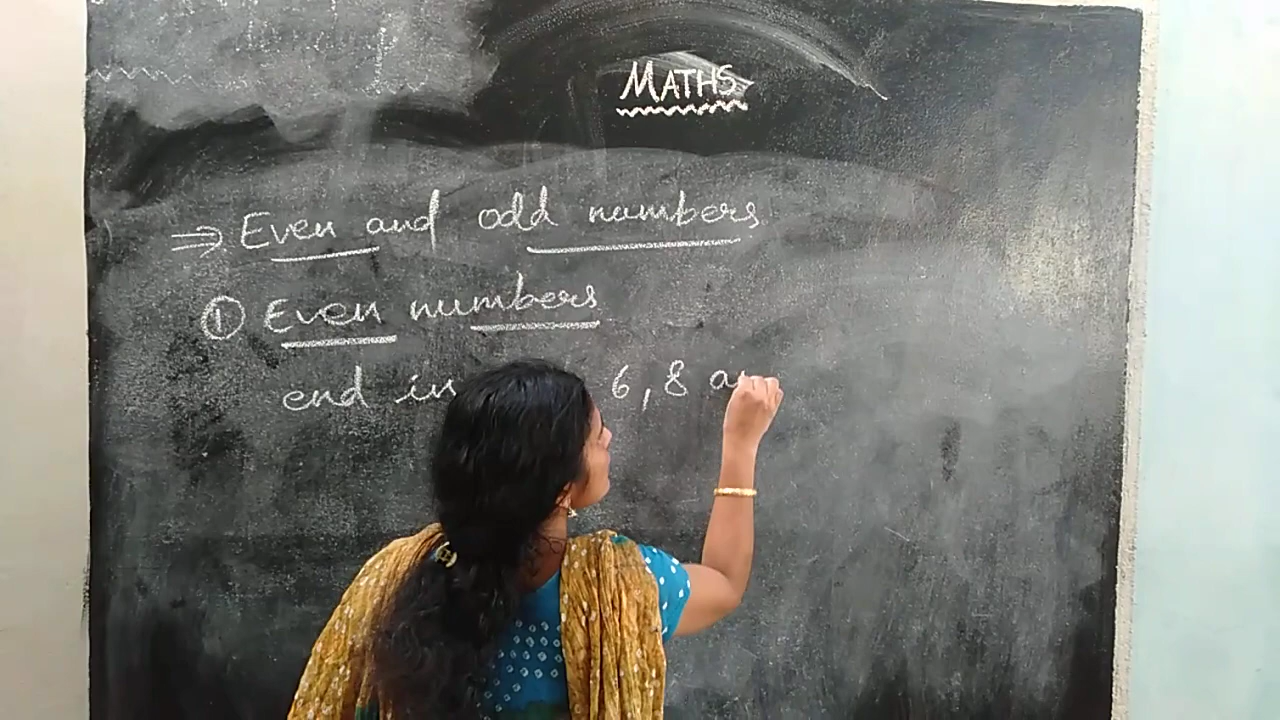 MATHS
⇒ Even and odd numbers
① Even numbers
end in 6, 8